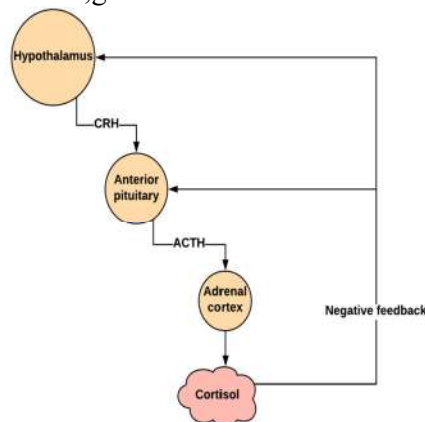 Hypothalamus
CRH
Anterior
pituitary
ACTH
Adrenal
cortex
Negative feedback
Cortisol